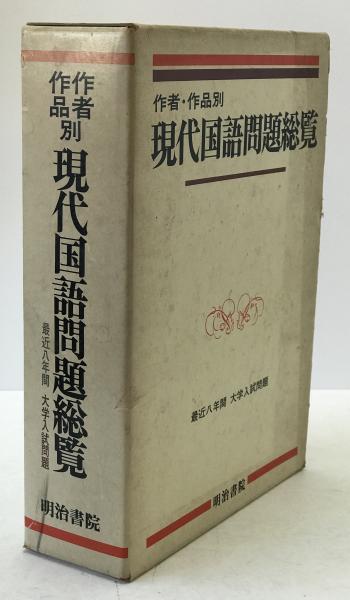 作者・作品別
現代国語問題総覧
最近八年間 大学入試問題
明治書院
作者
作品
別
現代国語問題総覧
最近八年間 大学入試問題
明治書院